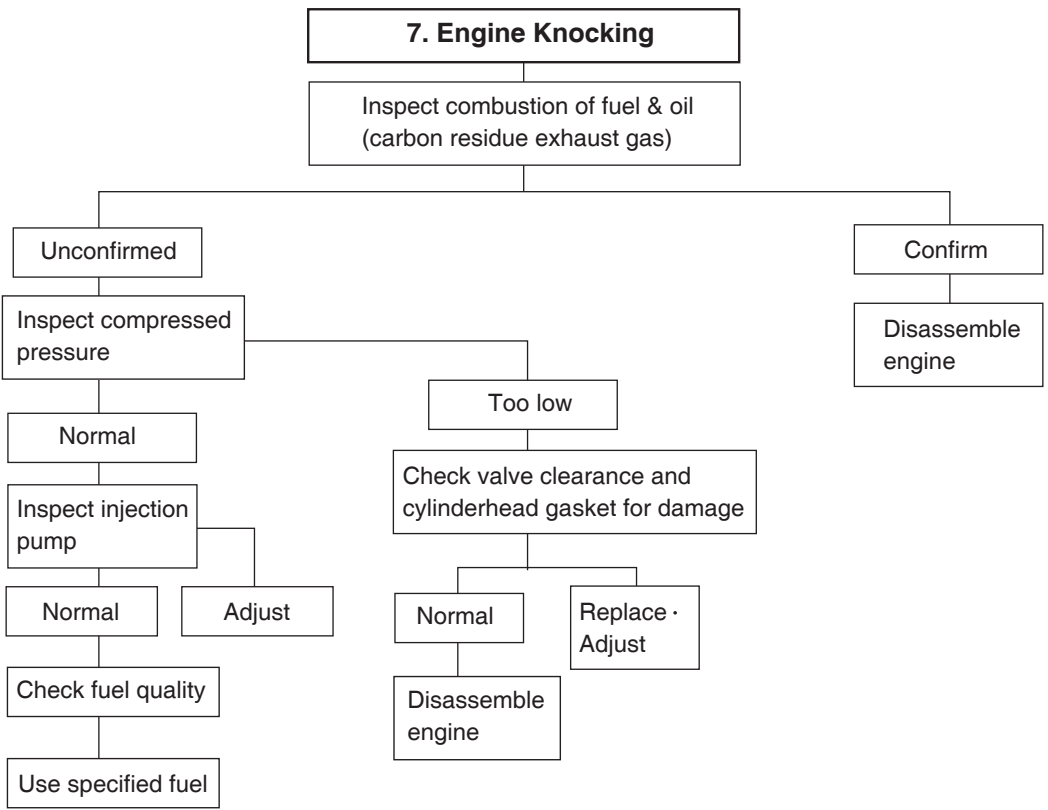 7. Engine Knocking
Inspect combustion of fuel & oil
(carbon residue exhaust gas)
Unconfirmed
Confirm
Inspect compressed
pressure
Disassemble
engine
Too low
Normal
Check valve clearance and
cylinderhead gasket for damage
Inspect injection
pump
Normal
Adjust
Normal
Replace ·
Adjust
Check fuel quality
Disassemble
engine
Use specified fuel